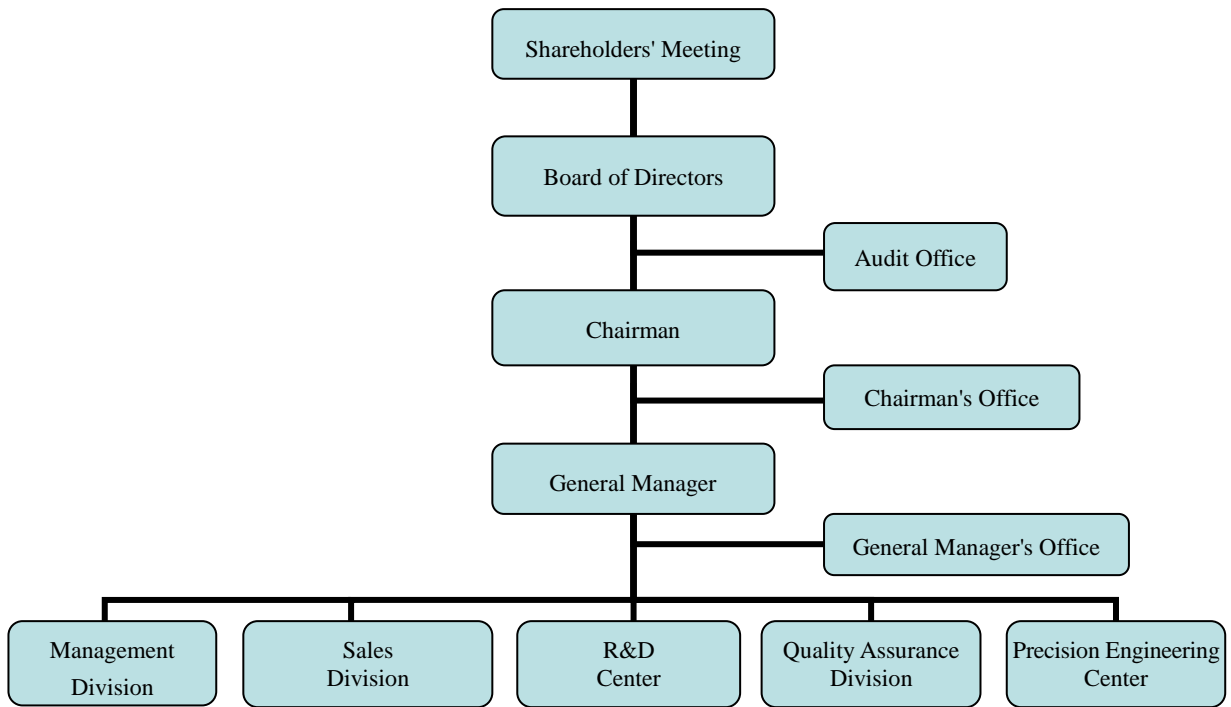 Shareholders' Meeting
Board of Directors
Audit Office
Chairman
Chairman's Office
General Manager
General Manager's Office
Management
Division
Sales
Division
R&D
Center
Quality Assurance
Division
Precision Engineering
Center